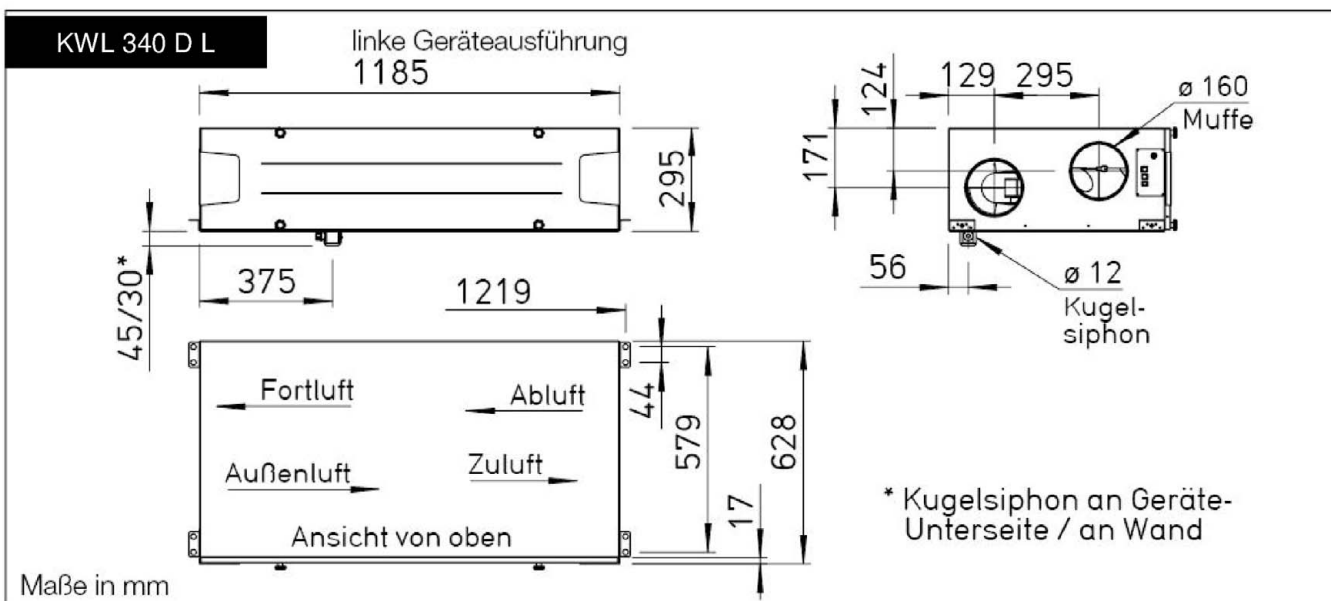 KWL 340 D L
linke Geräteausführung
1185
295
45/30*
375
124
171
129
295
ø 160
Muffe
56
ø 12
Kugel-
siphon
1219
Fortluft
Abluft
Außenluft
Zuluft
Ansicht von oben
44
579
628
17
* Kugelsiphon an Geräte-
Unterseite / an Wand
Maße in mm